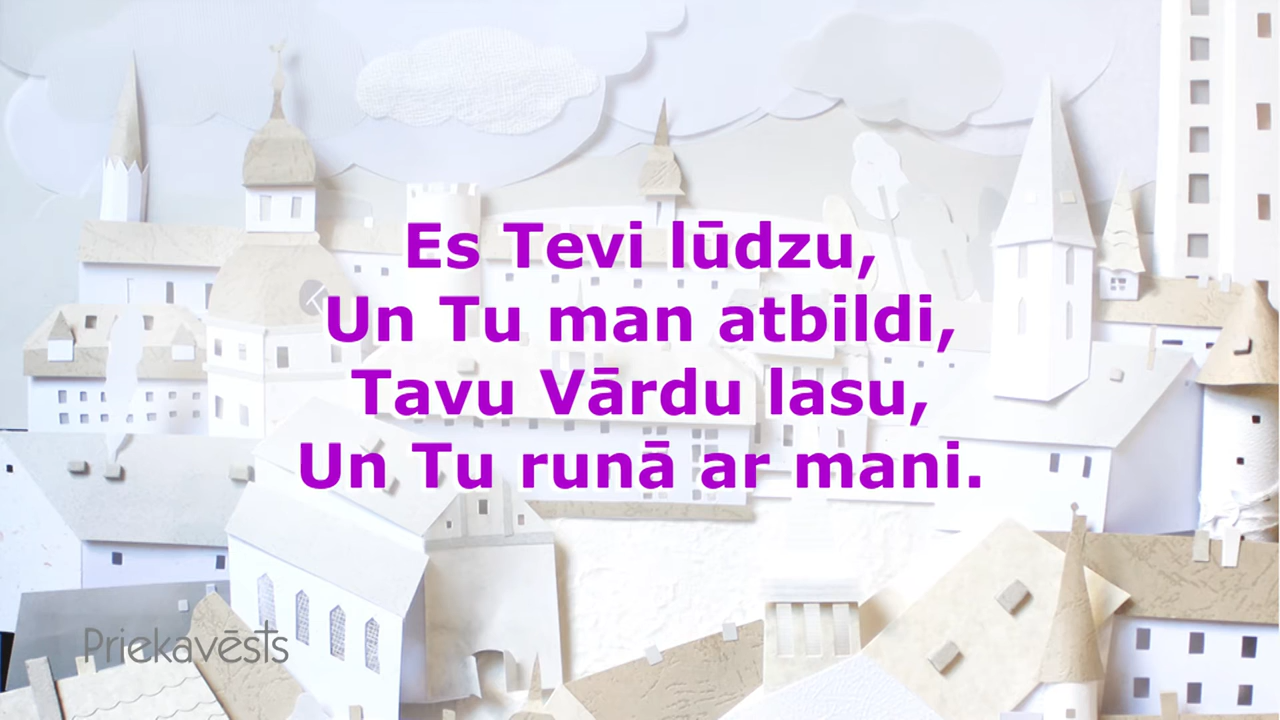 Es Tevi lūdzu,
Un Tu man atbildi,
Tavu Vārdu lasu,
Un Tu runā ar mani.
Priekavēsts